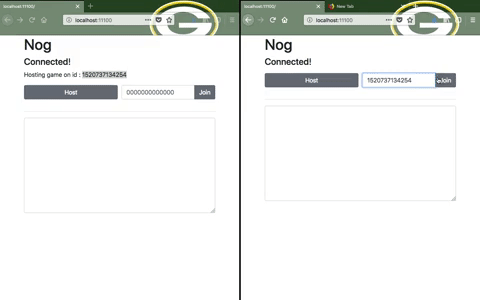 localhost:11100/
localhost:11100
Nog
Connected!
Hosting game on id : 1520737134254
Host
0000000000000
Join
localhost:11100/
New Tab
localhost:11100
Nog
Connected!
Host
1520737134254
Join